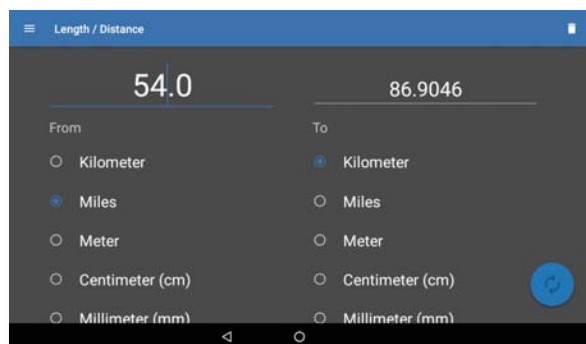 Length / Distance
54.0
86.9046
From
To
Kilometer
Kilometer
Miles
Miles
Meter
Meter
Centimeter (cm)
Centimeter (cm)
Millimeter (mm)
Millimeter (mm)